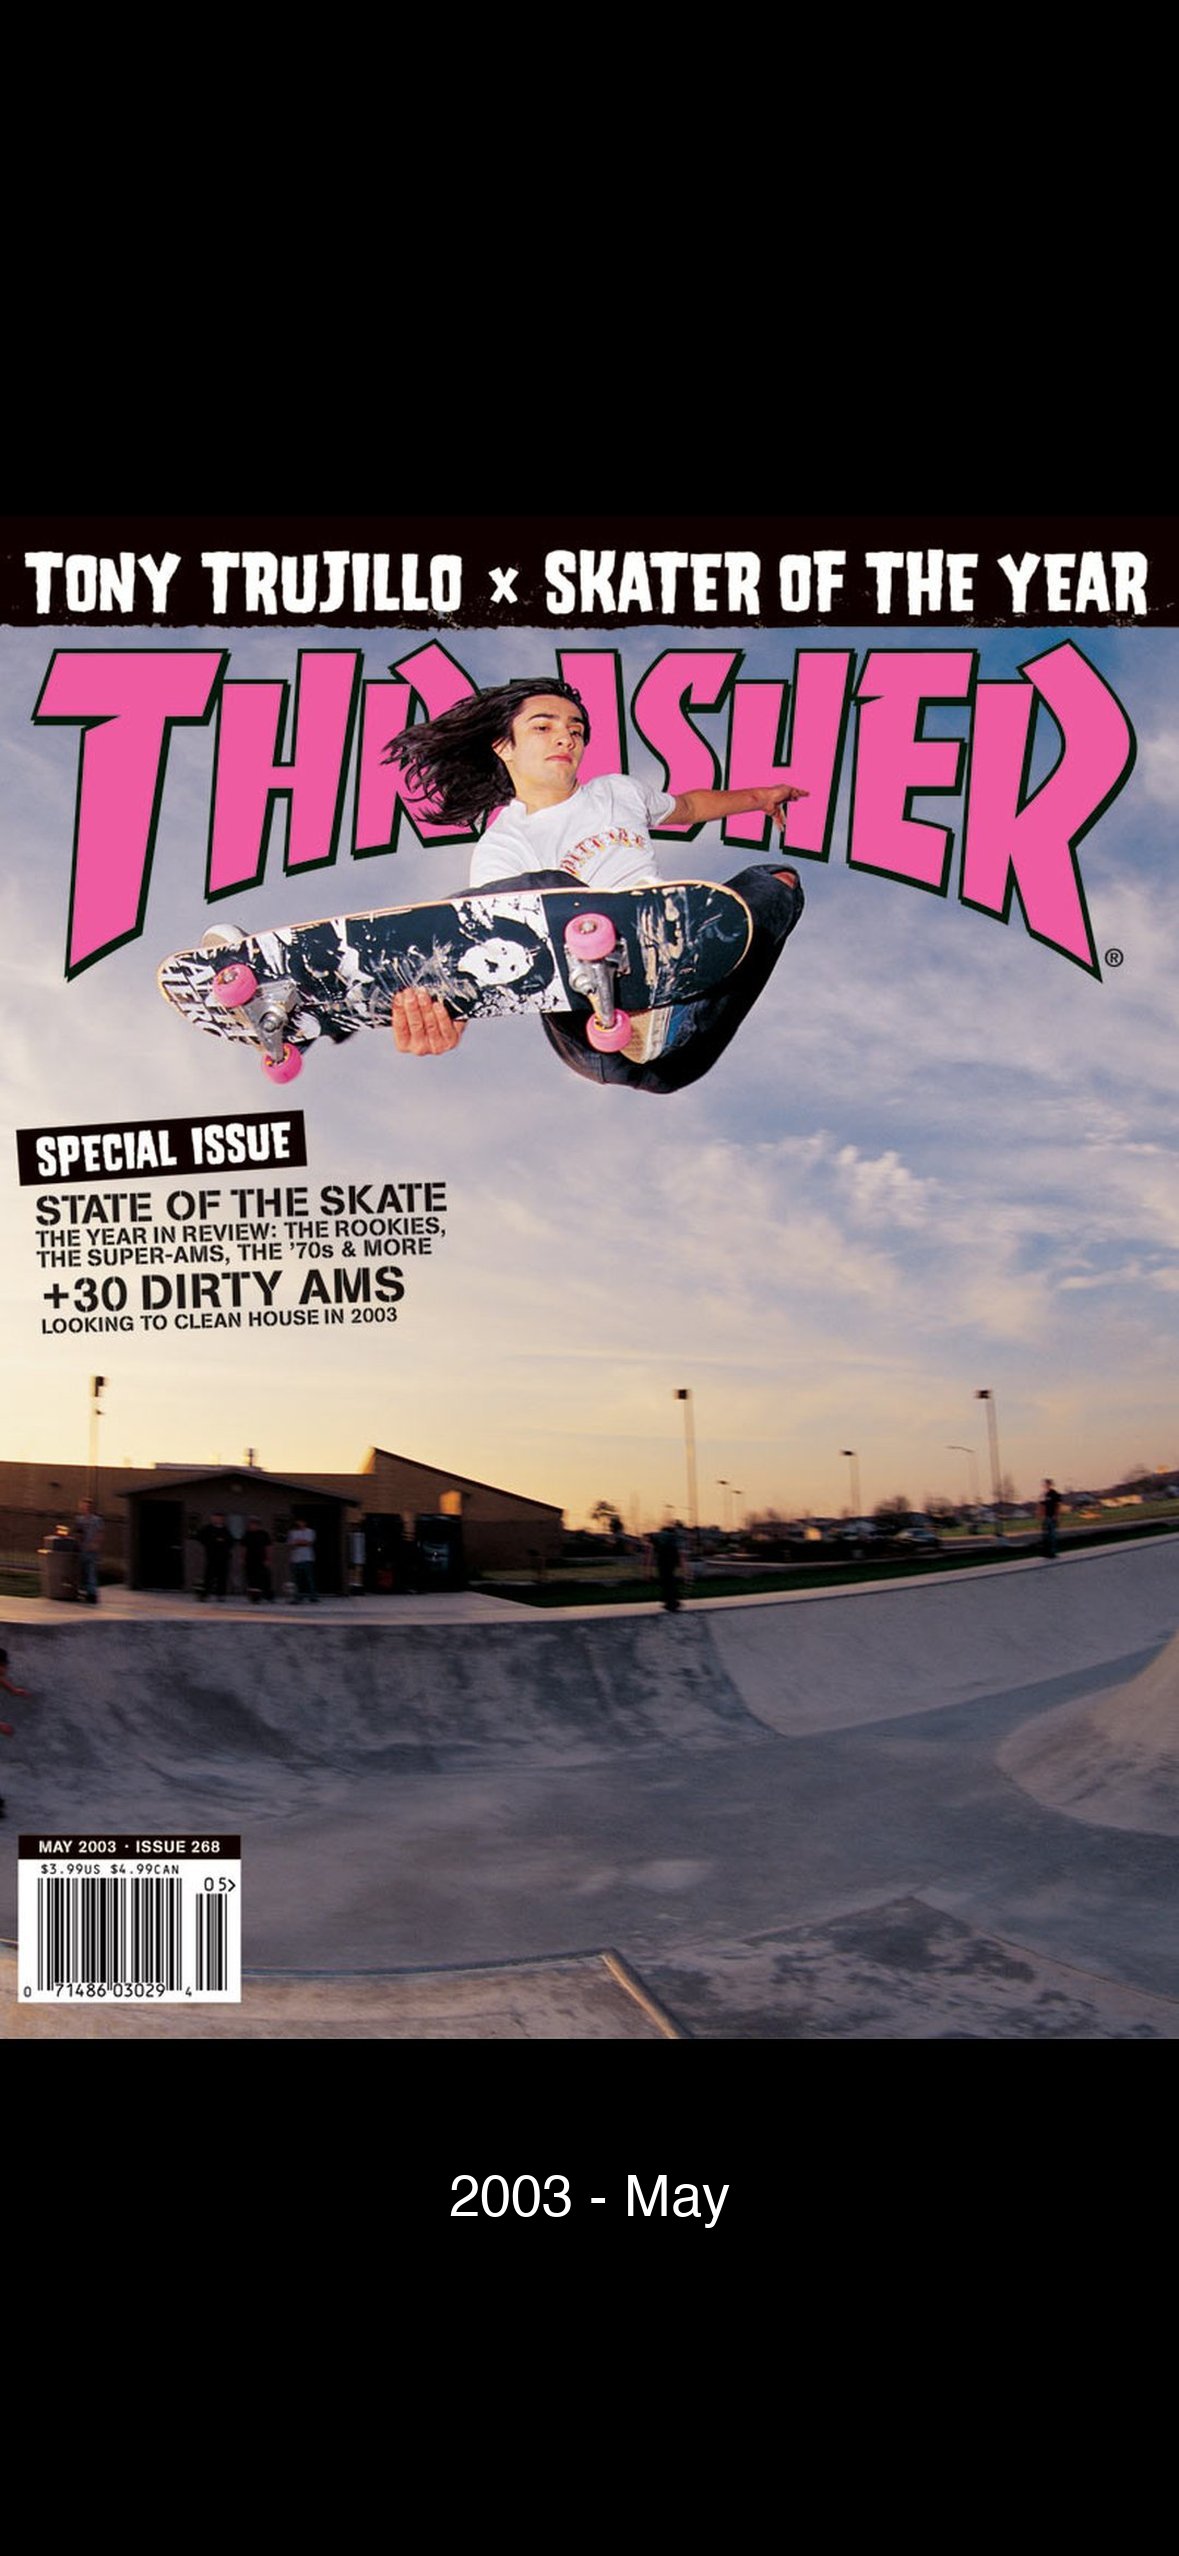 TONY TRUJILLO x SKATER OF THE YEAR
THRASHER®
SPITFIRE
SPECIAL ISSUE
STATE OF THE SKATE
THE YEAR IN REVIEW: THE ROOKIES,
THE SUPER-AMS, THE ’70s & MORE
+30 DIRTY AMS
LOOKING TO CLEAN HOUSE IN 2003
MAY 2003 · ISSUE 268
$3.99US $4.99CAN
05>
0 71486 03029 4
2003 - May